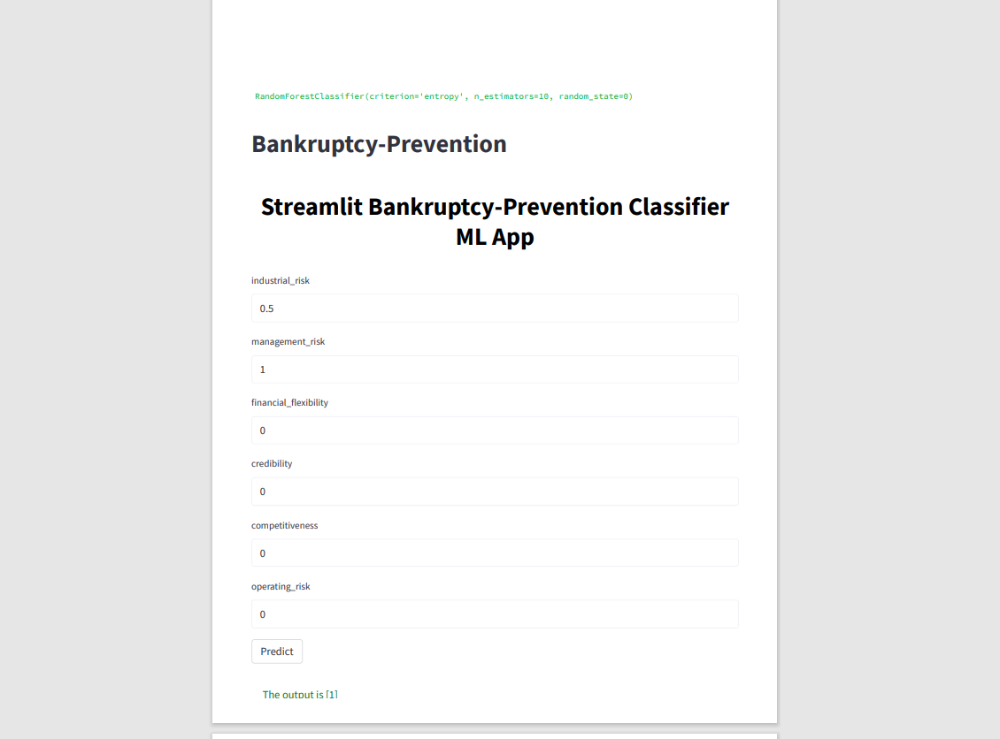 RandomForestClassifier(criterion='entropy', n_estimators=10, random_state=0)
Bankruptcy-Prevention
Streamlit Bankruptcy-Prevention Classifier
ML App
industrial_risk
0.5
management_risk
1
financial_flexibility
0
credibility
0
competitiveness
0
operating_risk
0
Predict
The output is [1]